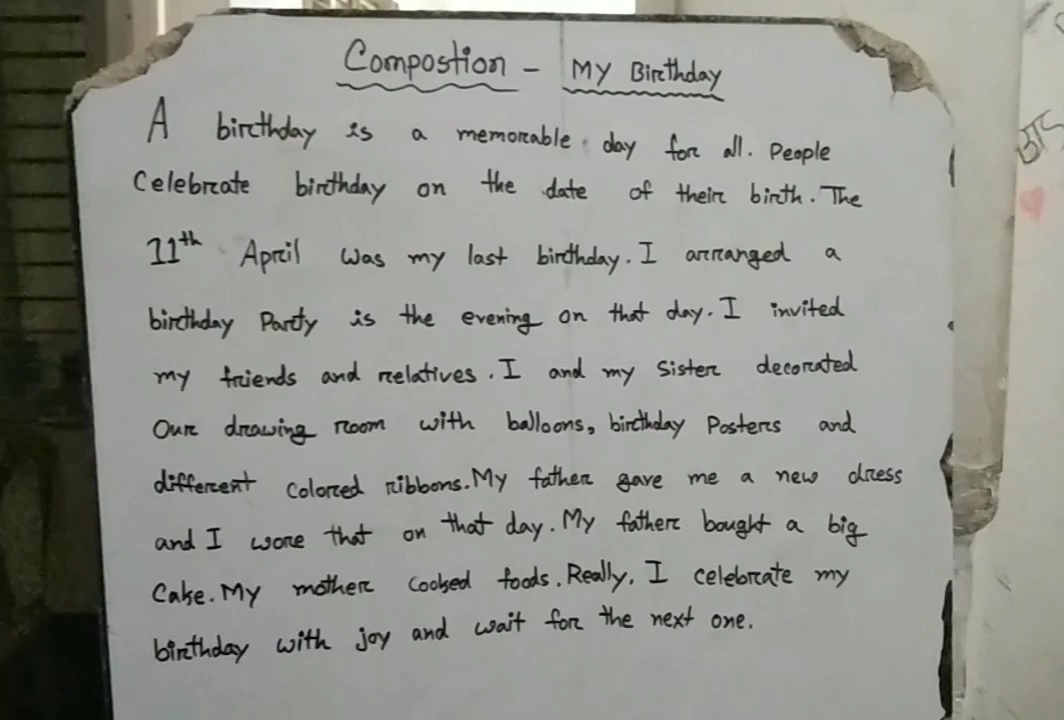 Compostion - My Birthday
A birthday is a memorable day for all. People
Celebrate birthday on the date of their birth. The
11th April was my last birthday. I arranged a
birthday Party is the evening on that day. I invited
my friends and relatives. I and my Sister decorated
Our drawing room with balloons, birthday Posters and
different Colored ribbons. My father gave me a new dress
and I wore that on that day. My father bought a big
Cake. My mother Cooked foods. Really, I celebrate my
birthday with joy and wait for the next one.